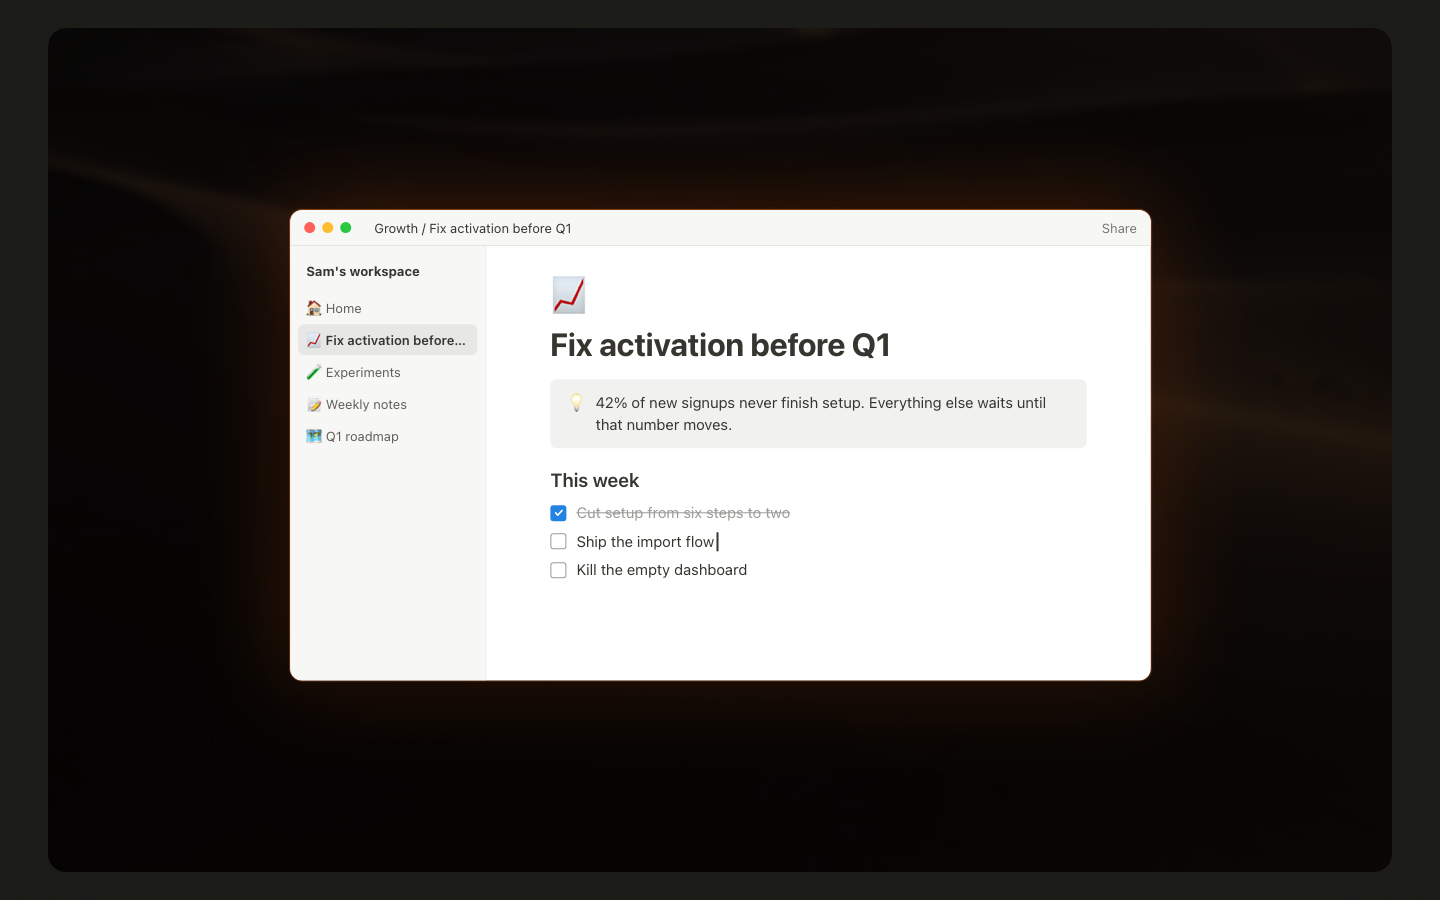 Growth / Fix activation before Q1
Share
Sam's workspace
Home
Fix activation before...
Experiments
Weekly notes
Q1 roadmap
Fix activation before Q1
42% of new signups never finish setup. Everything else waits until
that number moves.
This week
Cut setup from six steps to two
Ship the import flow
Kill the empty dashboard